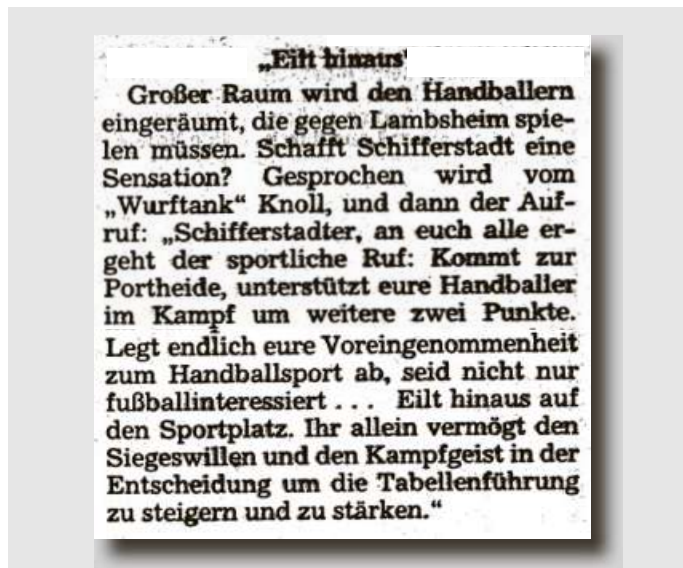 „Eilt hinaus“
Großer Raum wird den Handballern
eingeräumt, die gegen Lambsheim spie-
len müssen. Schafft Schifferstadt eine
Sensation? Gesprochen wird vom
„Wurftank“ Knoll, und dann der Auf-
ruf: „Schifferstadter, an euch alle er-
geht der sportliche Ruf: Kommt zur
Portheide, unterstützt eure Handballer
im Kampf um weitere zwei Punkte.
Legt endlich eure Voreingenommenheit
zum Handballsport ab, seid nicht nur
fußballinteressiert . . . Eilt hinaus auf
den Sportplatz. Ihr allein vermögt den
Siegeswillen und den Kampfgeist in der
Entscheidung um die Tabellenführung
zu steigern und zu stärken.“